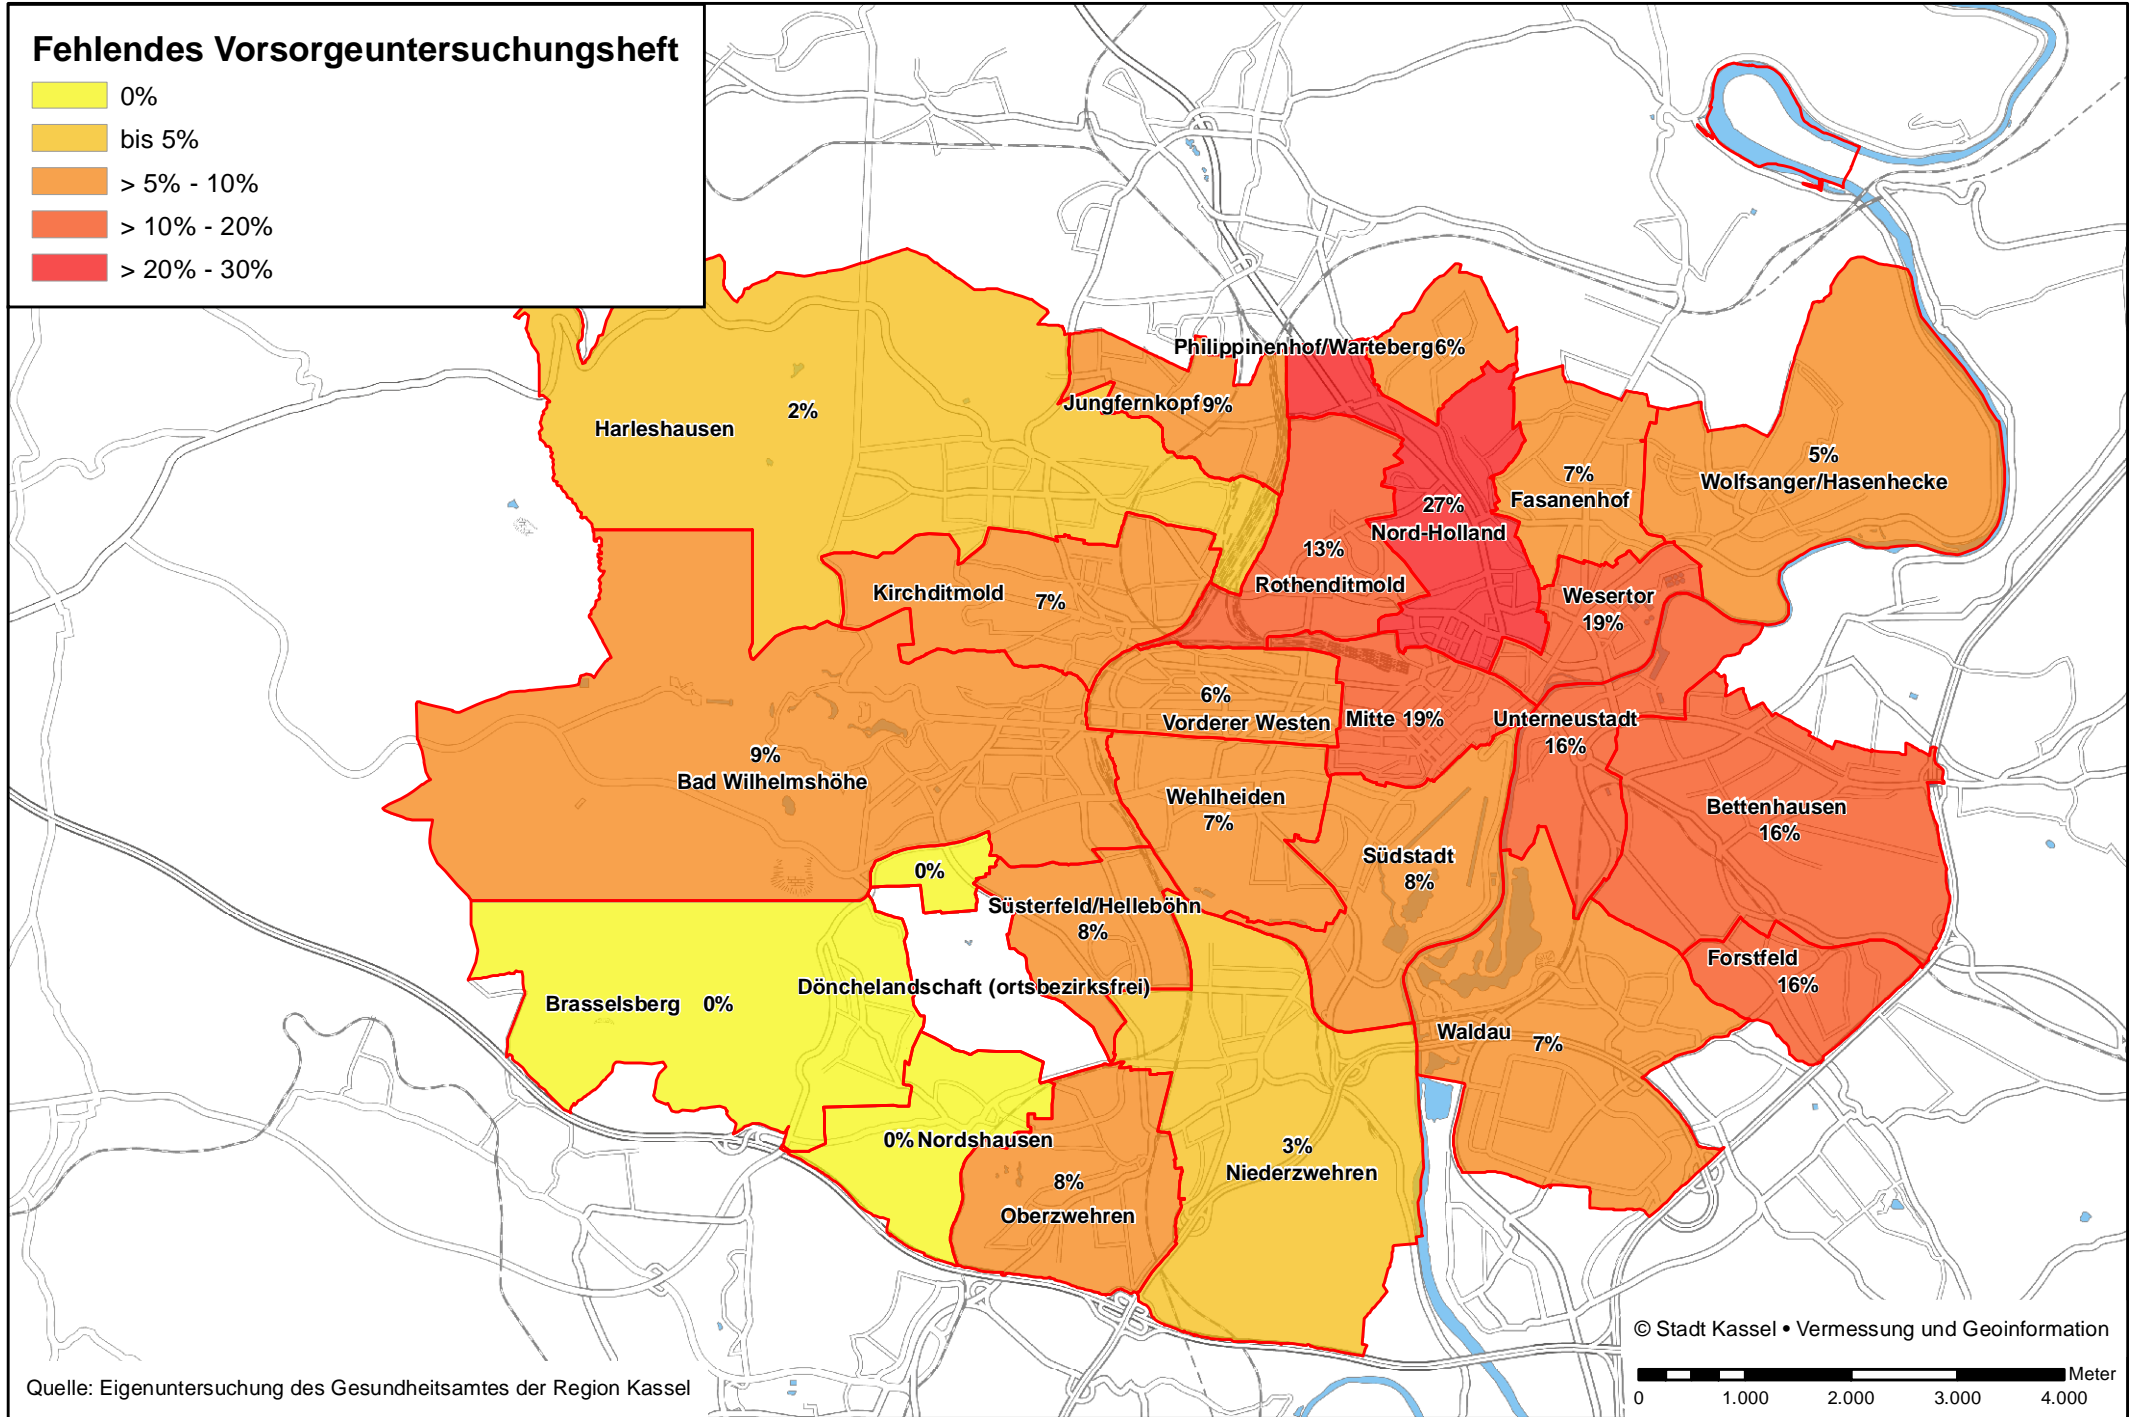 Fehlendes Vorsorgeuntersuchungsheft
0%
bis 5%
> 5% - 10%
> 10% - 20%
> 20% - 30%
Philippinenhof/Warteberg 6%
Jungfernkopf 9%
Harleshausen 2%
5%
Wolfsanger/Hasenhecke
7%
Fasanenhof
27%
Nord-Holland
13%
Rothenditmold
Kirchditmold 7%
Wesertor
19%
6%
Vorderer Westen
Mitte 19%
Unterneustadt
16%
9%
Bad Wilhelmshöhe
Wehlheiden
7%
Bettenhausen
16%
Südstadt
8%
0%
Süsterfeld/Helleböhn
8%
Forstfeld
16%
Dönchelandschaft (ortsbezirksfrei)
Brasselsberg 0%
Waldau 7%
0% Nordshausen
3%
Niederzwehren
8%
Oberzwehren
© Stadt Kassel • Vermessung und Geoinformation
Meter
0 1.000 2.000 3.000 4.000
Quelle: Eigenuntersuchung des Gesundheitsamtes der Region Kassel